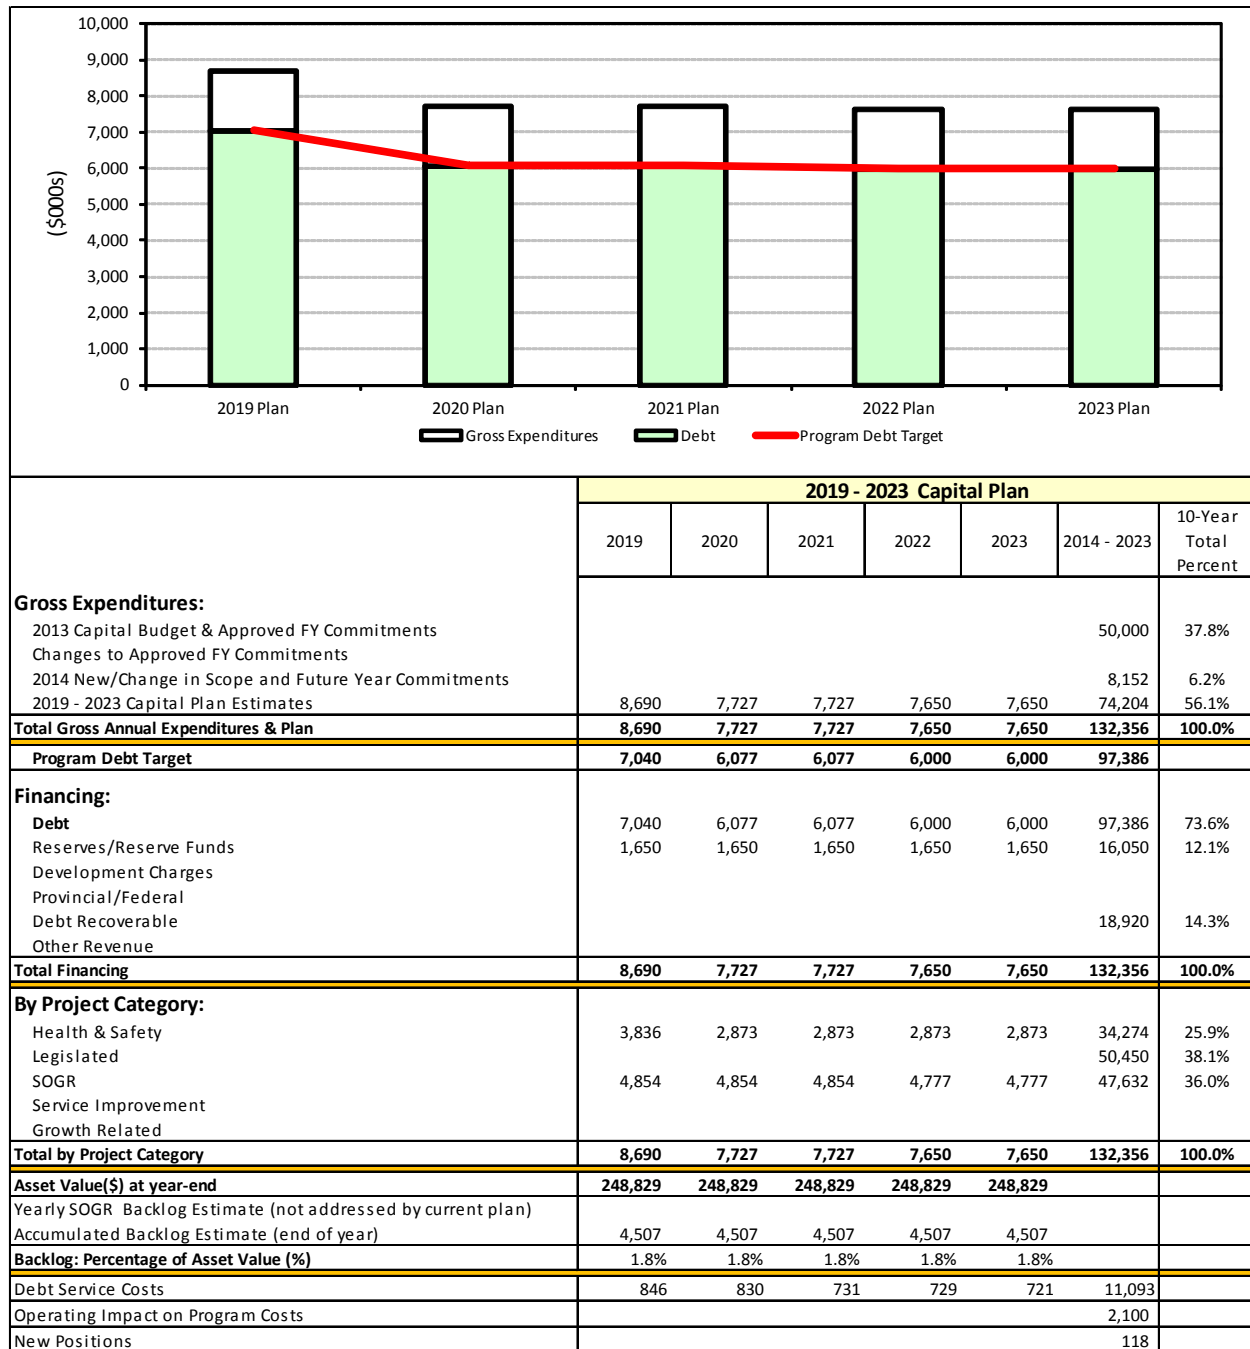 10,000
9,000
8,000
7,000
6,000
5,000
4,000
3,000
2,000
1,000
0
($000s)
2019 Plan 2020 Plan 2021 Plan 2022 Plan 2023 Plan
Gross Expenditures Debt Program Debt Target
2019 - 2023 Capital Plan
2019 2020 2021 2022 2023 2014 - 2023 10-Year Total Percent
Gross Expenditures:
2013 Capital Budget & Approved FY Commitments 50,000 37.8%
Changes to Approved FY Commitments
2014 New/Change in Scope and Future Year Commitments 8,152 6.2%
2019 - 2023 Capital Plan Estimates 8,690 7,727 7,727 7,650 7,650 74,204 56.1%
Total Gross Annual Expenditures & Plan 8,690 7,727 7,727 7,650 7,650 132,356 100.0%
Program Debt Target 7,040 6,077 6,077 6,000 6,000 97,386
Financing:
Debt 7,040 6,077 6,077 6,000 6,000 97,386 73.6%
Reserves/Reserve Funds 1,650 1,650 1,650 1,650 1,650 16,050 12.1%
Development Charges
Provincial/Federal
Debt Recoverable 18,920 14.3%
Other Revenue
Total Financing 8,690 7,727 7,727 7,650 7,650 132,356 100.0%
By Project Category:
Health & Safety 3,836 2,873 2,873 2,873 2,873 34,274 25.9%
Legislated 50,450 38.1%
SOGR 4,854 4,854 4,854 4,777 4,777 47,632 36.0%
Service Improvement
Growth Related
Total by Project Category 8,690 7,727 7,727 7,650 7,650 132,356 100.0%
Asset Value($) at year-end 248,829 248,829 248,829 248,829 248,829
Yearly SOGR Backlog Estimate (not addressed by current plan)
Accumulated Backlog Estimate (end of year) 4,507 4,507 4,507 4,507 4,507
Backlog: Percentage of Asset Value (%) 1.8% 1.8% 1.8% 1.8% 1.8%
Debt Service Costs 846 830 731 729 721 11,093
Operating Impact on Program Costs 2,100
New Positions 118